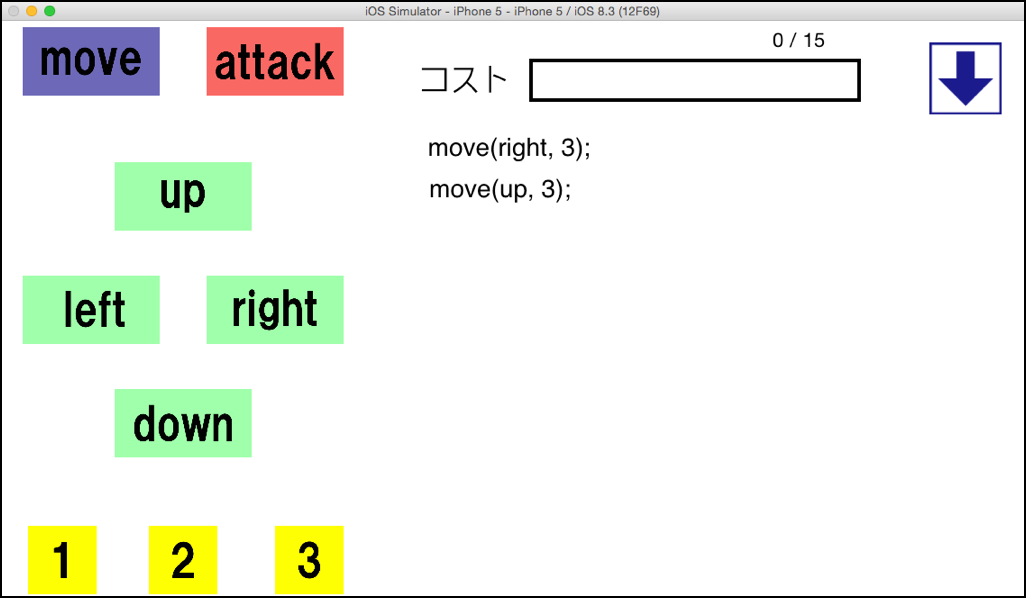 iOS Simulator - iPhone 5 - iPhone 5 / iOS 8.3 (12F69)
move attack
0 / 15
コスト
move(right, 3);
move(up, 3);
up
left right
down
1 2 3